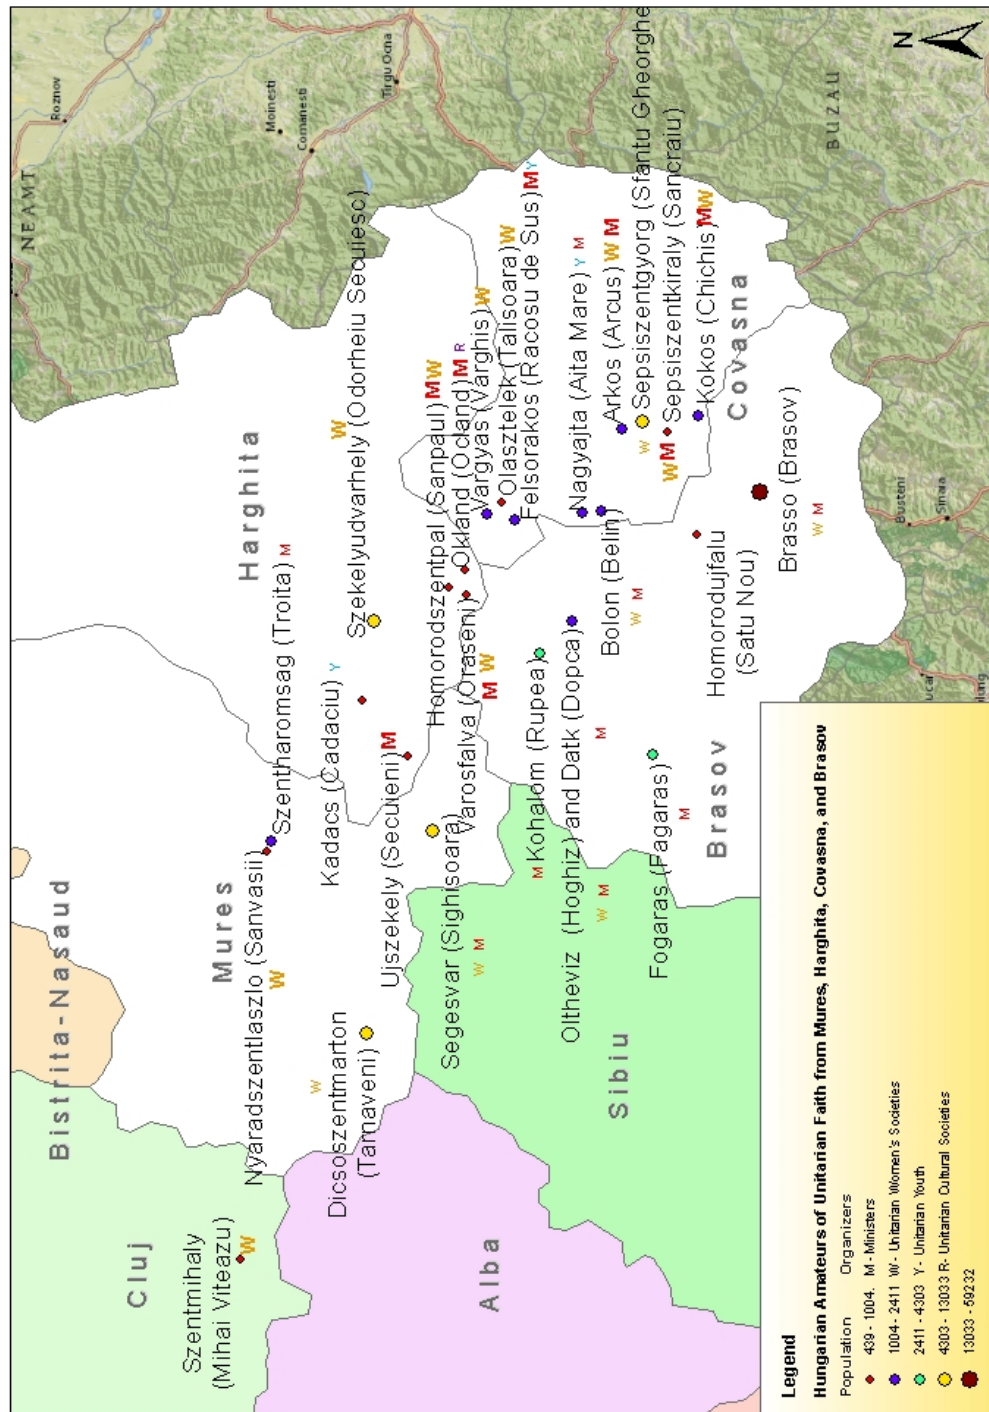 NEAMT
Roznov
Moinesti
Comanesti
Tirgu Ocna
N
BUZAU
Bistrita-Nasaud
Cluj
Mures
Harghita
Alba
Sibiu
Brasov
Covasna
Szentmihaly
(Mihai Viteazu)
W
Nyaradszentlaszlo (Sanvasii)
W
Szentharomsag (Troita) M
Dicsoszentmarton
(Tarnaveni)
W
Kadacs (Cadaciu) Y
Szekelyudvarhely (Odorheiu Secuiesc)
W
Ujszekely (Secuieni) M
Segesvar (Sighisoara)
W M
Homorodszentpal (Sanpaul) M W
Okland (Ocland) M R
Varosfalva (Oraseni)
M W
Vargyas (Varghis) W
Olasztelek (Talisoara) W
Felsorakos (Racosu de Sus) M Y
M Kohalom (Rupea)
Oltheviz (Hoghiz) and Datk (Dopca)
W M
M
Nagyajta (Aita Mare) Y M
Bolon (Belin)
W M
Arkos (Arcus) W M
Sepsiszentgyorg (Sfantu Gheorghe
W
Sepsiszentkiraly (Sancraiu)
W M
Kokos (Chichis) M W
Fogaras (Fagaras)
M
Homorodujfalu
(Satu Nou)
Brasso (Brasov)
W M
Busteni
Sinaia
Legend
Hungarian Amateurs of Unitarian Faith from Mures, Harghita, Covasna, and Brasov
Population Organizers
439 - 1004. M - Ministers
1004 - 2411 W - Unitarian Women's Societies
2411 - 4303 Y - Unitarian Youth
4303 - 13033 R- Unitarian Cultural Societies
13033 - 59232